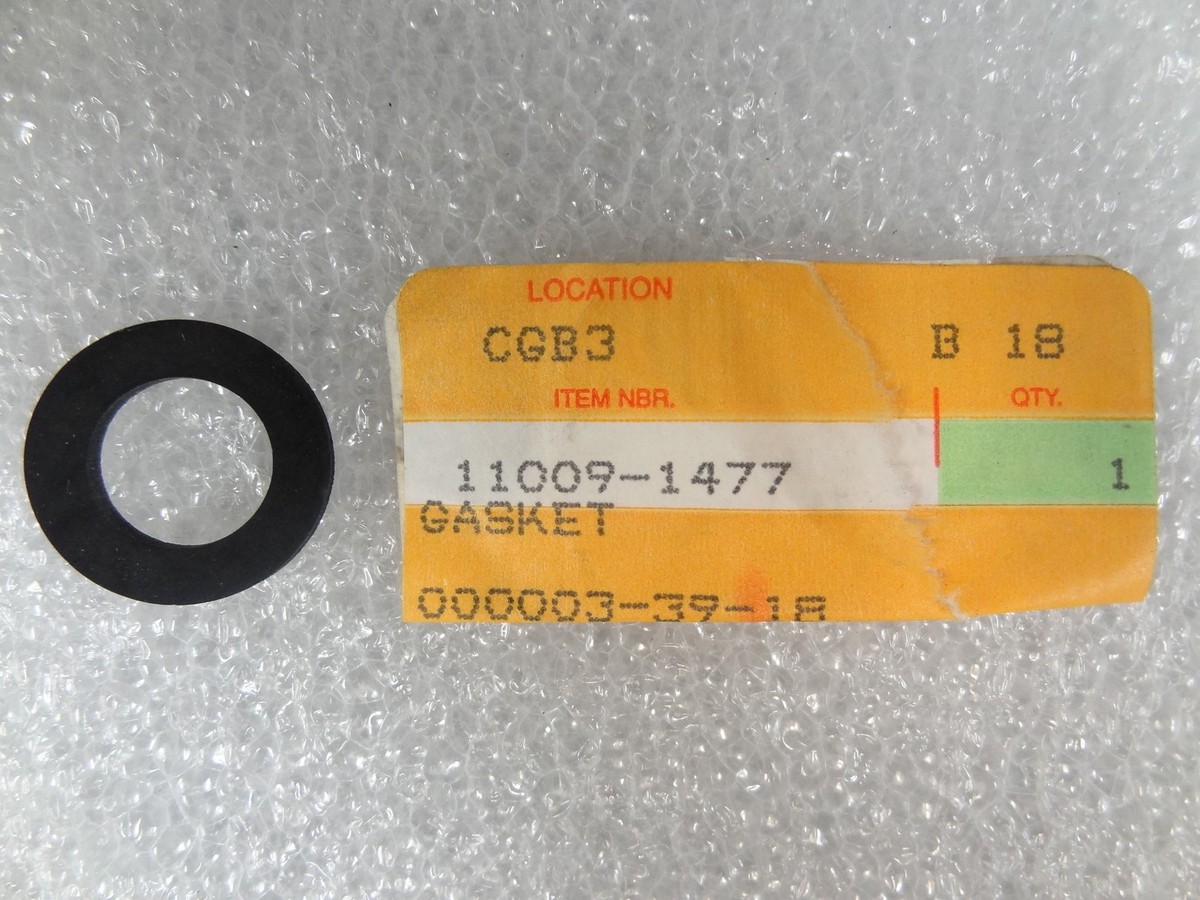 LOCATION
CGB3 B 18
ITEM NBR. QTY.
11009-1477 1
GASKET
000003-39-18